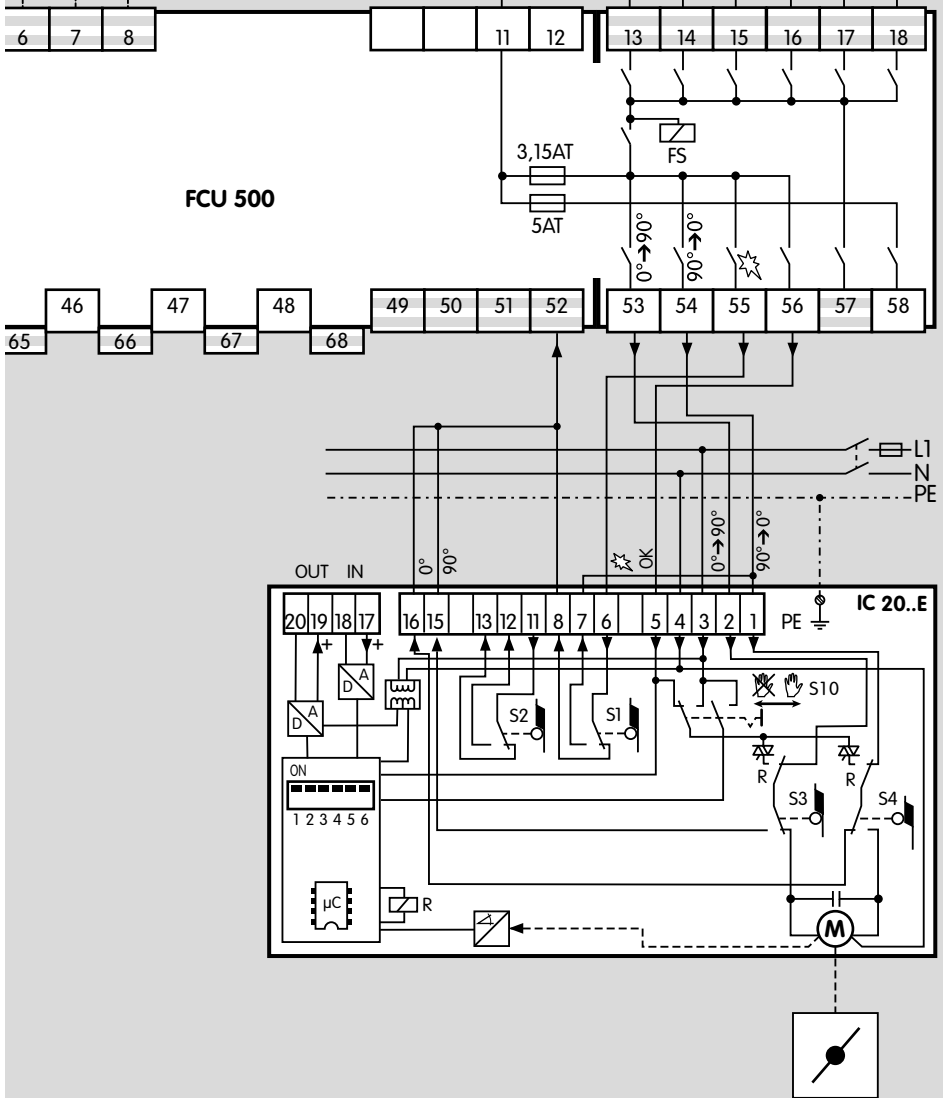 6 7 8 11 12 13 14 15 16 17 18
3,15AT
FS
FCU 500
5AT
0°➔90°
90°➔0°
46 47 48 49 50 51 52 53 54 55 56 57 58
65 66 67 68
L1
N
PE
0°
90°
OK
0°➔90°
90°➔0°
OUT IN
IC 20..E
20 19 18 17 16 15 13 12 11 8 7 6 5 4 3 2 1 PE
+ +
S10
D A
D A
S2 S1
R R
ON
S3 S4
1 2 3 4 5 6
µC
R
M